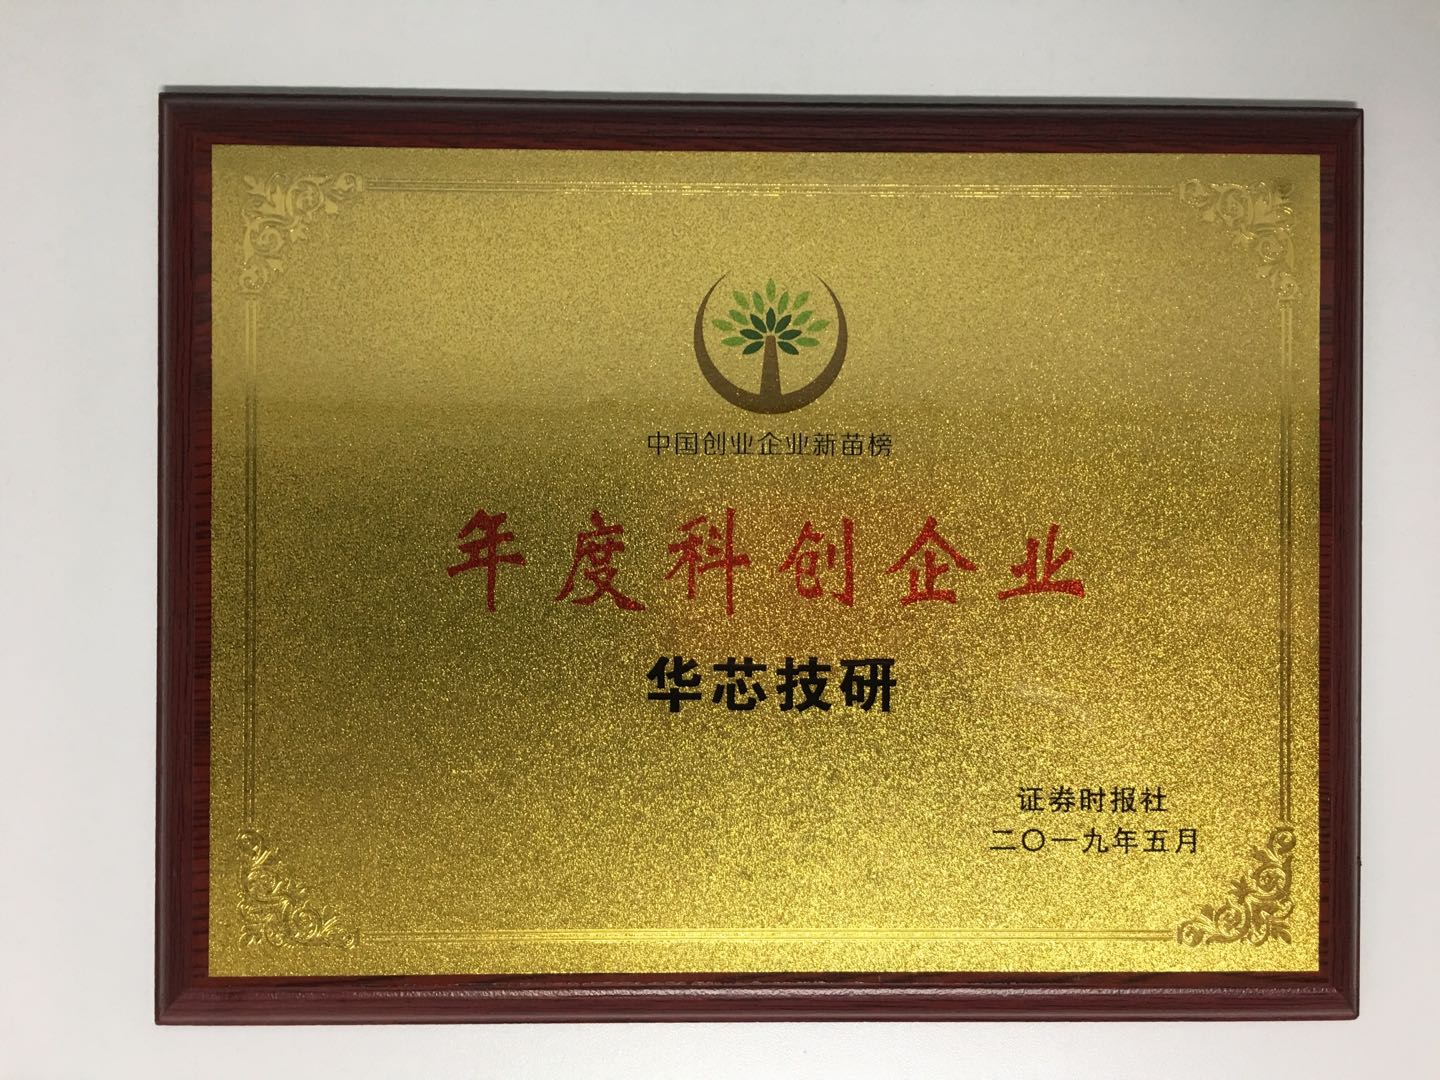 中国创业企业新苗榜
年度科创企业
华芯技研
证券时报社
二〇一九年五月